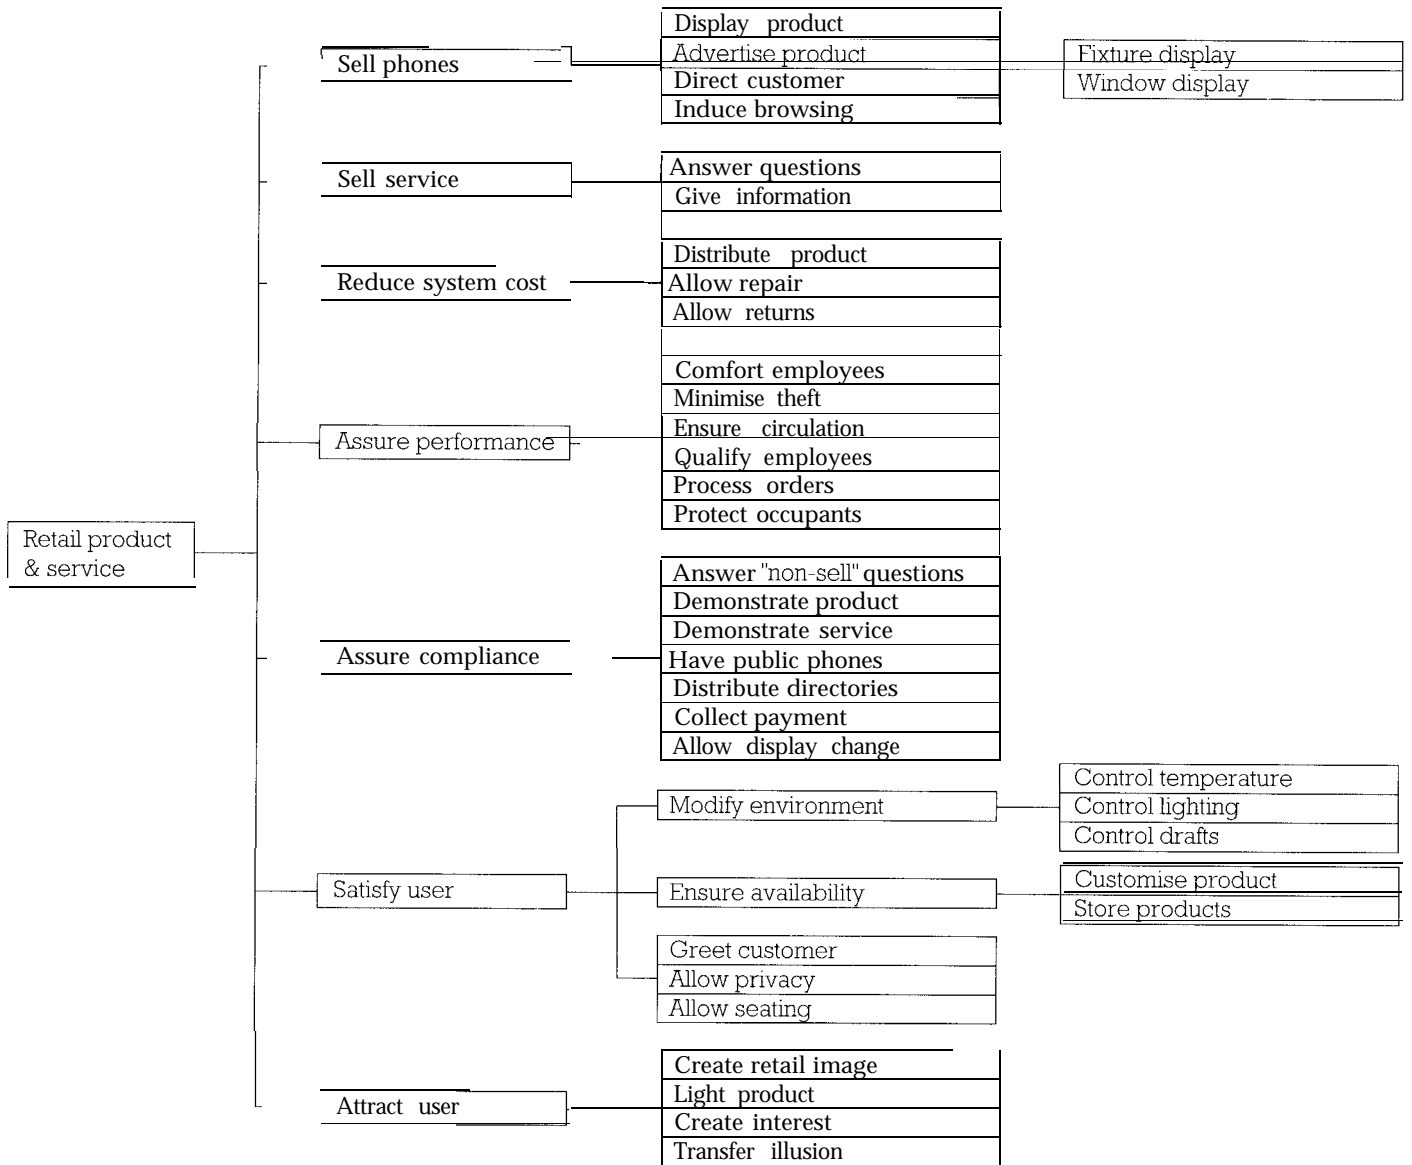 Display product
Sell phones
Advertise product
Fixture display
Direct customer
Window display
Induce browsing
Sell service
Answer questions
Give information
Reduce system cost
Distribute product
Allow repair
Allow returns
Assure performance
Comfort employees
Minimise theft
Ensure circulation
Qualify employees
Process orders
Protect occupants
Retail product
& service
Assure compliance
Answer "non-sell" questions
Demonstrate product
Demonstrate service
Have public phones
Distribute directories
Collect payment
Allow display change
Satisfy user
Modify environment
Control temperature
Control lighting
Control drafts
Ensure availability
Customise product
Store products
Greet customer
Allow privacy
Allow seating
Attract user
Create retail image
Light product
Create interest
Transfer illusion